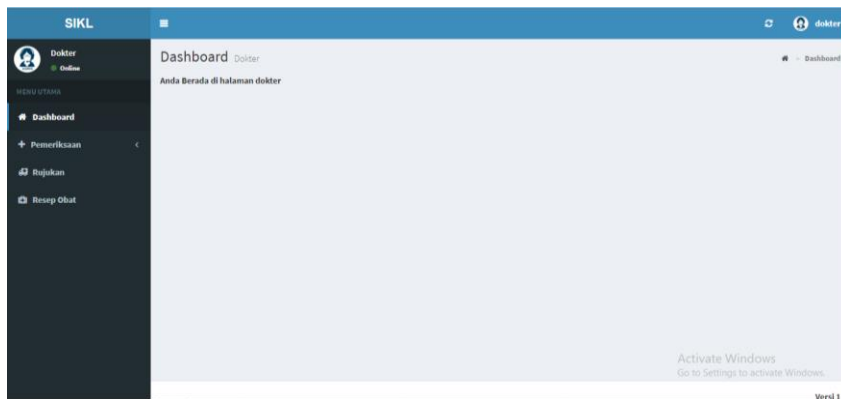 SIKL
dokter
Dokter
Online
MENU UTAMA
Dashboard
Pemeriksaan
Rujukan
Resep Obat
Dashboard Dokter
Dashboard
Anda Berada di halaman dokter
Activate Windows
Go to Settings to activate Windows.
Versi 1